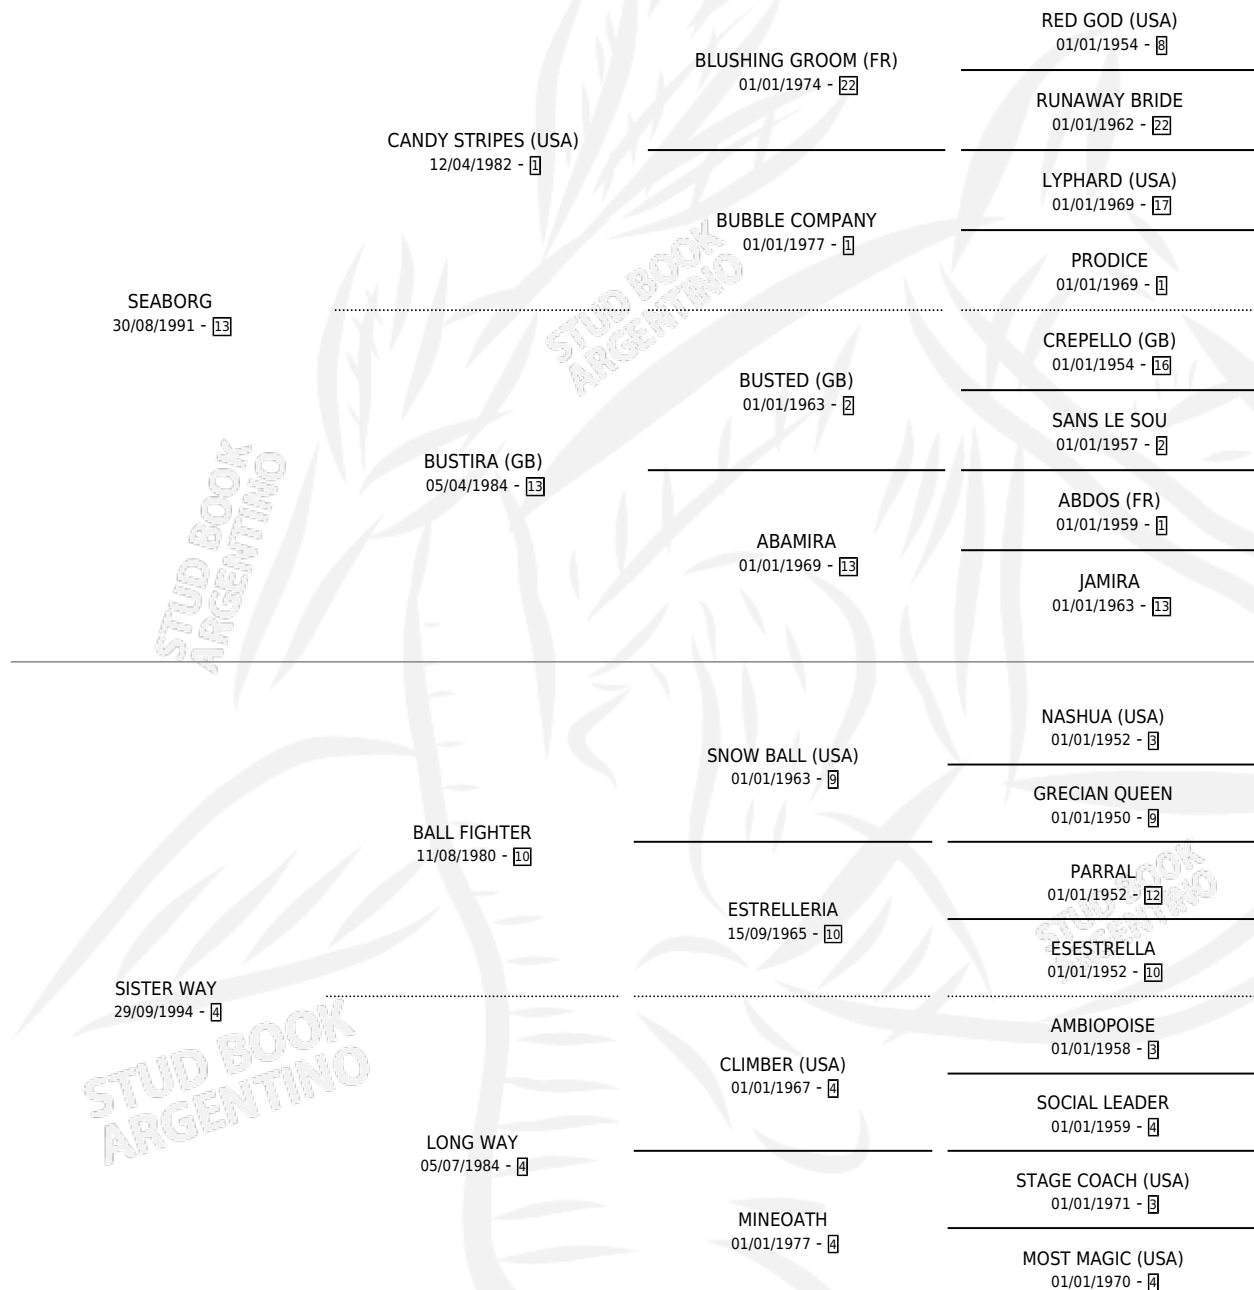 RED GOD (USA)
01/01/1954 - 8
BLUSHING GROOM (FR)
01/01/1974 - 22
RUNAWAY BRIDE
01/01/1962 - 22
CANDY STRIPES (USA)
12/04/1982 - 1
LYPHARD (USA)
01/01/1969 - 17
BUBBLE COMPANY
01/01/1977 - 1
PRODICE
01/01/1969 - 1
SEABORG
30/08/1991 - 13
CREPELLO (GB)
01/01/1954 - 16
BUSTED (GB)
01/01/1963 - 2
SANS LE SOU
01/01/1957 - 2
BUSTIRA (GB)
05/04/1984 - 13
ABDOS (FR)
01/01/1959 - 1
ABAMIRA
01/01/1969 - 13
JAMIRA
01/01/1963 - 13
NASHUA (USA)
01/01/1952 - 3
SNOW BALL (USA)
01/01/1963 - 9
GRECIAN QUEEN
01/01/1950 - 9
BALL FIGHTER
11/08/1980 - 10
PARRAL
01/01/1952 - 12
ESTRELLERIA
15/09/1965 - 10
ESESTRELLA
01/01/1952 - 10
SISTER WAY
29/09/1994 - 4
AMBIOPOISE
01/01/1958 - 3
CLIMBER (USA)
01/01/1967 - 4
SOCIAL LEADER
01/01/1959 - 4
LONG WAY
05/07/1984 - 4
STAGE COACH (USA)
01/01/1971 - 3
MINEOATH
01/01/1977 - 4
MOST MAGIC (USA)
01/01/1970 - 4
STUD BOOK
ARGENTINO
STUD BOOK
ARGENTINO
STUD BOOK
ARGENTINO
STUD BOOK
ARGENTINO